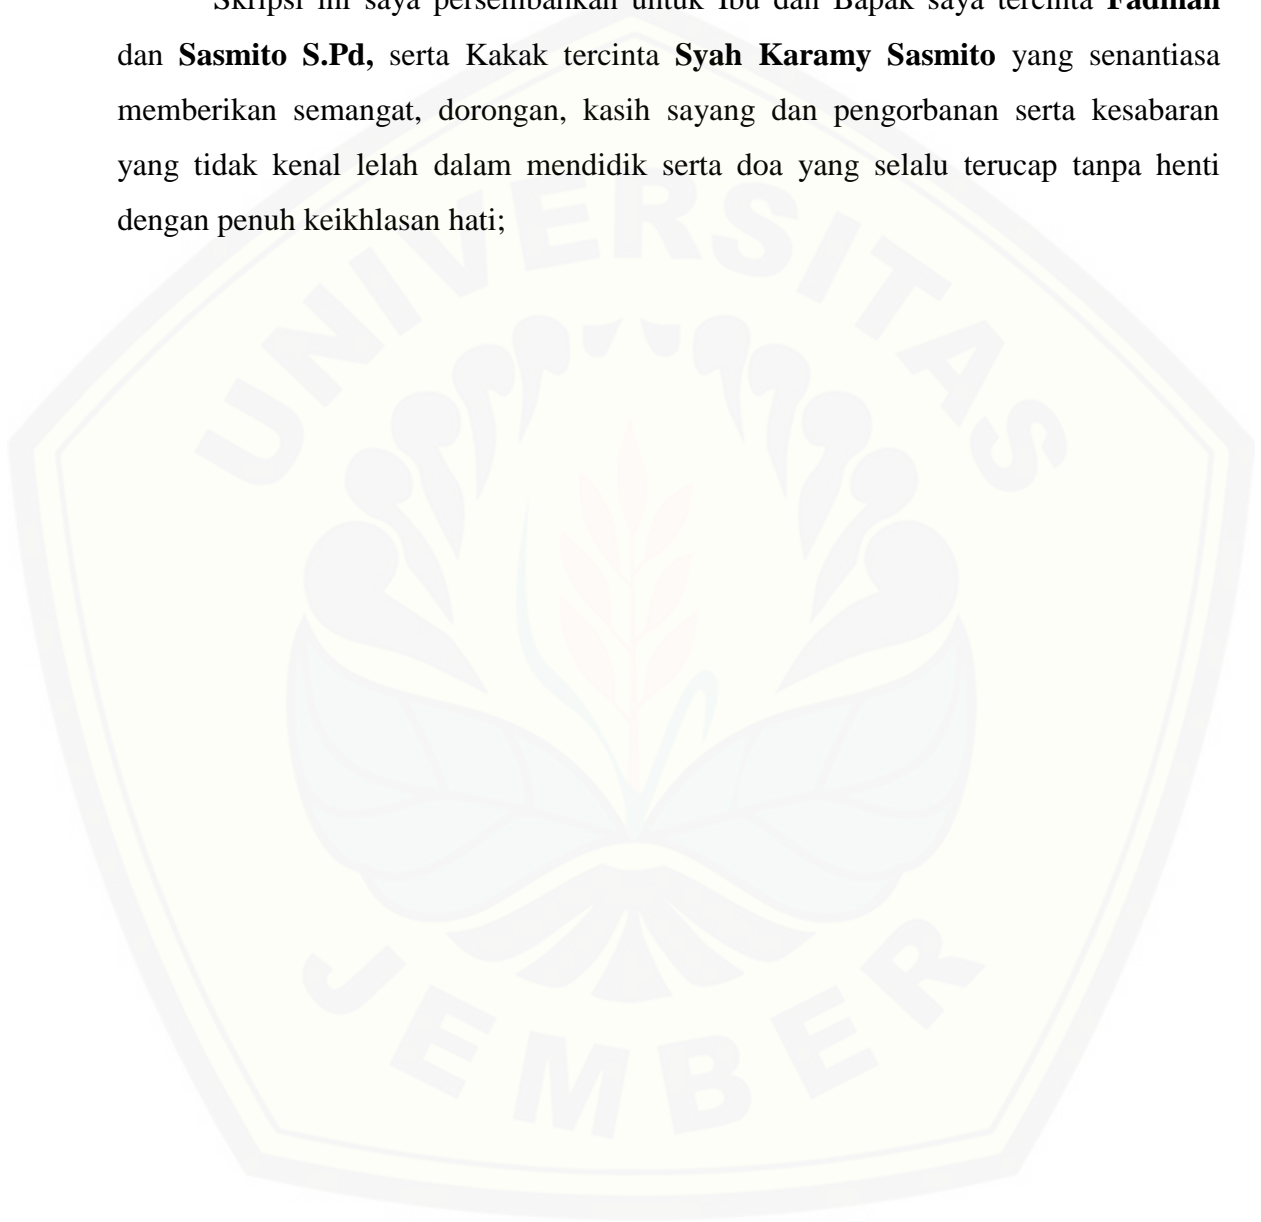 Skripsi ini saya persembahkan untuk Ibu dan Bapak saya tercinta
dan Sasmito S.Pd, serta Kakak tercinta Syah Karamy Sasmito yang senantiasa
memberikan semangat, dorongan, kasih sayang dan pengorbanan serta kesabaran
yang tidak kenal lelah dalam mendidik serta doa yang selalu terucap tanpa henti
dengan penuh keikhlasan hati;
UNIVERSITAS
JEMBER